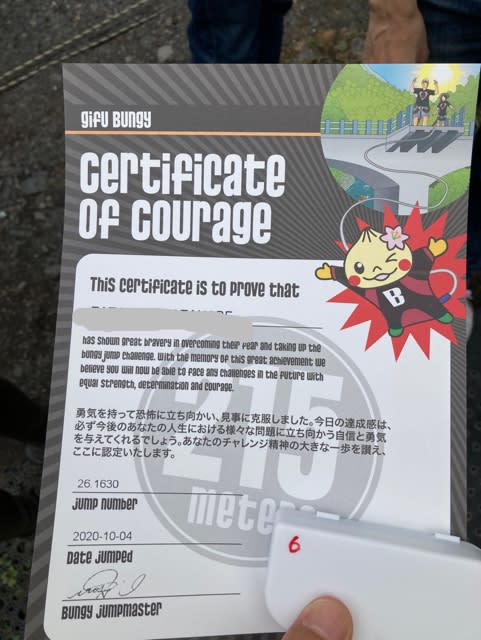 gifu Bungy
certificate
of courage
This certificate is to prove that
has shown great bravery in overcoming their fear and taking up the
bungy jump challenge. With the memory of this great achievement we
believe you will now be able to face any challenges in the future with
equal strength, determination and courage.
勇気を持って恐怖に立ち向かい、見事に克服しました。今日の達成感は、
必ず今後のあなたの人生における様々な問題に立ち向かう自信と勇気
を与えてくれるでしょう。あなたのチャレンジ精神の大きな一歩を讃え、
ここに認定いたします。
215
meters
26 1630
Jump Number
2020-10-04
Date Jumped
Bungy Jumpmaster
B
6